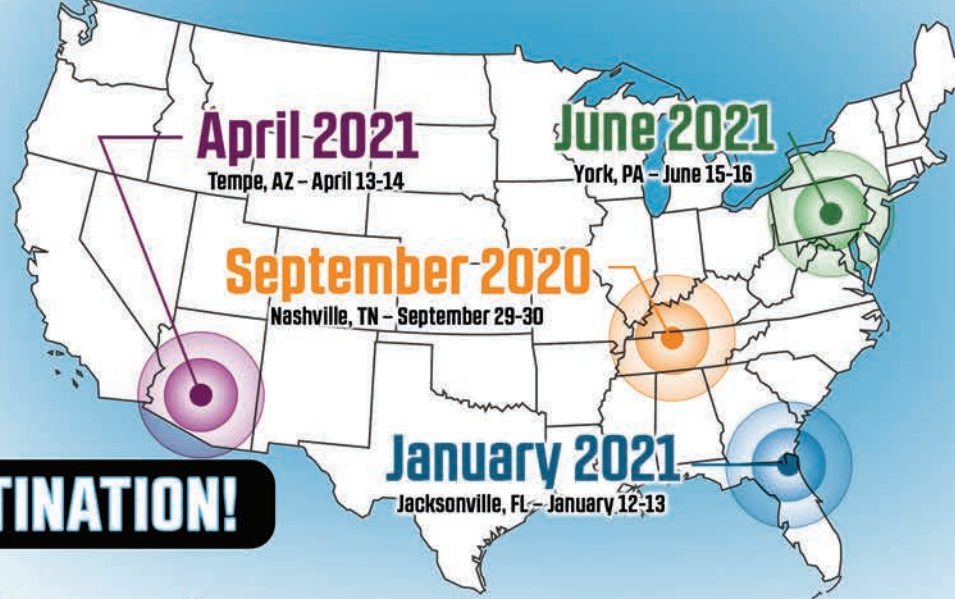 April 2021
Tempe, AZ – April 13-14
June 2021
York, PA – June 15-16
September 2020
Nashville, TN – September 29-30
January 2021
Jacksonville, FL – January 12-13
TINATION!